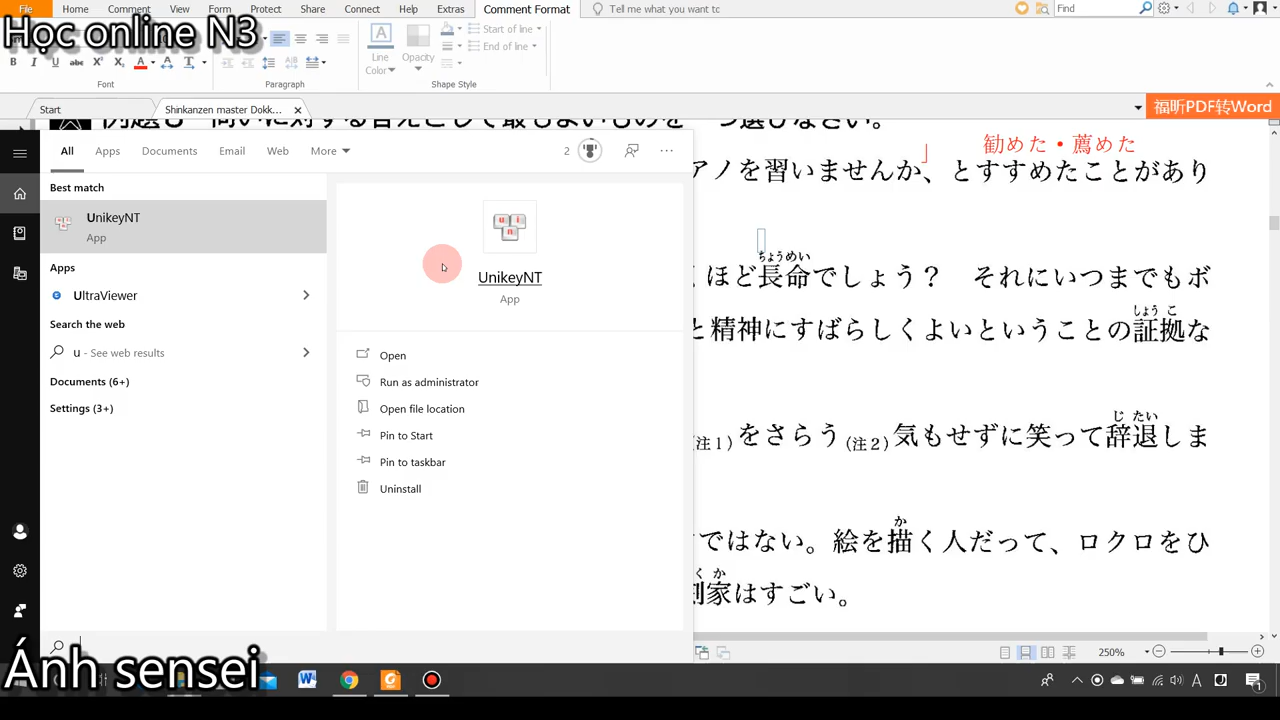 File Home Comment View Form Protect Share Connect Help Extras Comment Format Tell me what you want tc Find
Học online N3
B I U abc X² X₂ A A T
Line Color Opacity
Start of line
End of line
Font Paragraph Shape Style
Start Shinkanzen master Dokk... × 福昕PDF转Word
All Apps Documents Email Web More 2 ...
Best match
UnikeyNT
App
Apps
UltraViewer
Search the web
u - See web results
Documents (6+)
Settings (3+)
UnikeyNT
App
Open
Run as administrator
Open file location
Pin to Start
Pin to taskbar
Uninstall
勧めた・薦めた
アノを習いませんか、とすすめたことがあり
」
ちょうめい
ほど長命でしょう？ それにいつまでもボ
しょう こ
と精神にすばらしくよいということの証拠な
じ たい
(注1)をさらう(注2)気もせずに笑って辞退しま
か
ではない。絵を描く人だって、ロクロをひ
く か
刻家はすごい。
250%
Ánh sensei
A
1